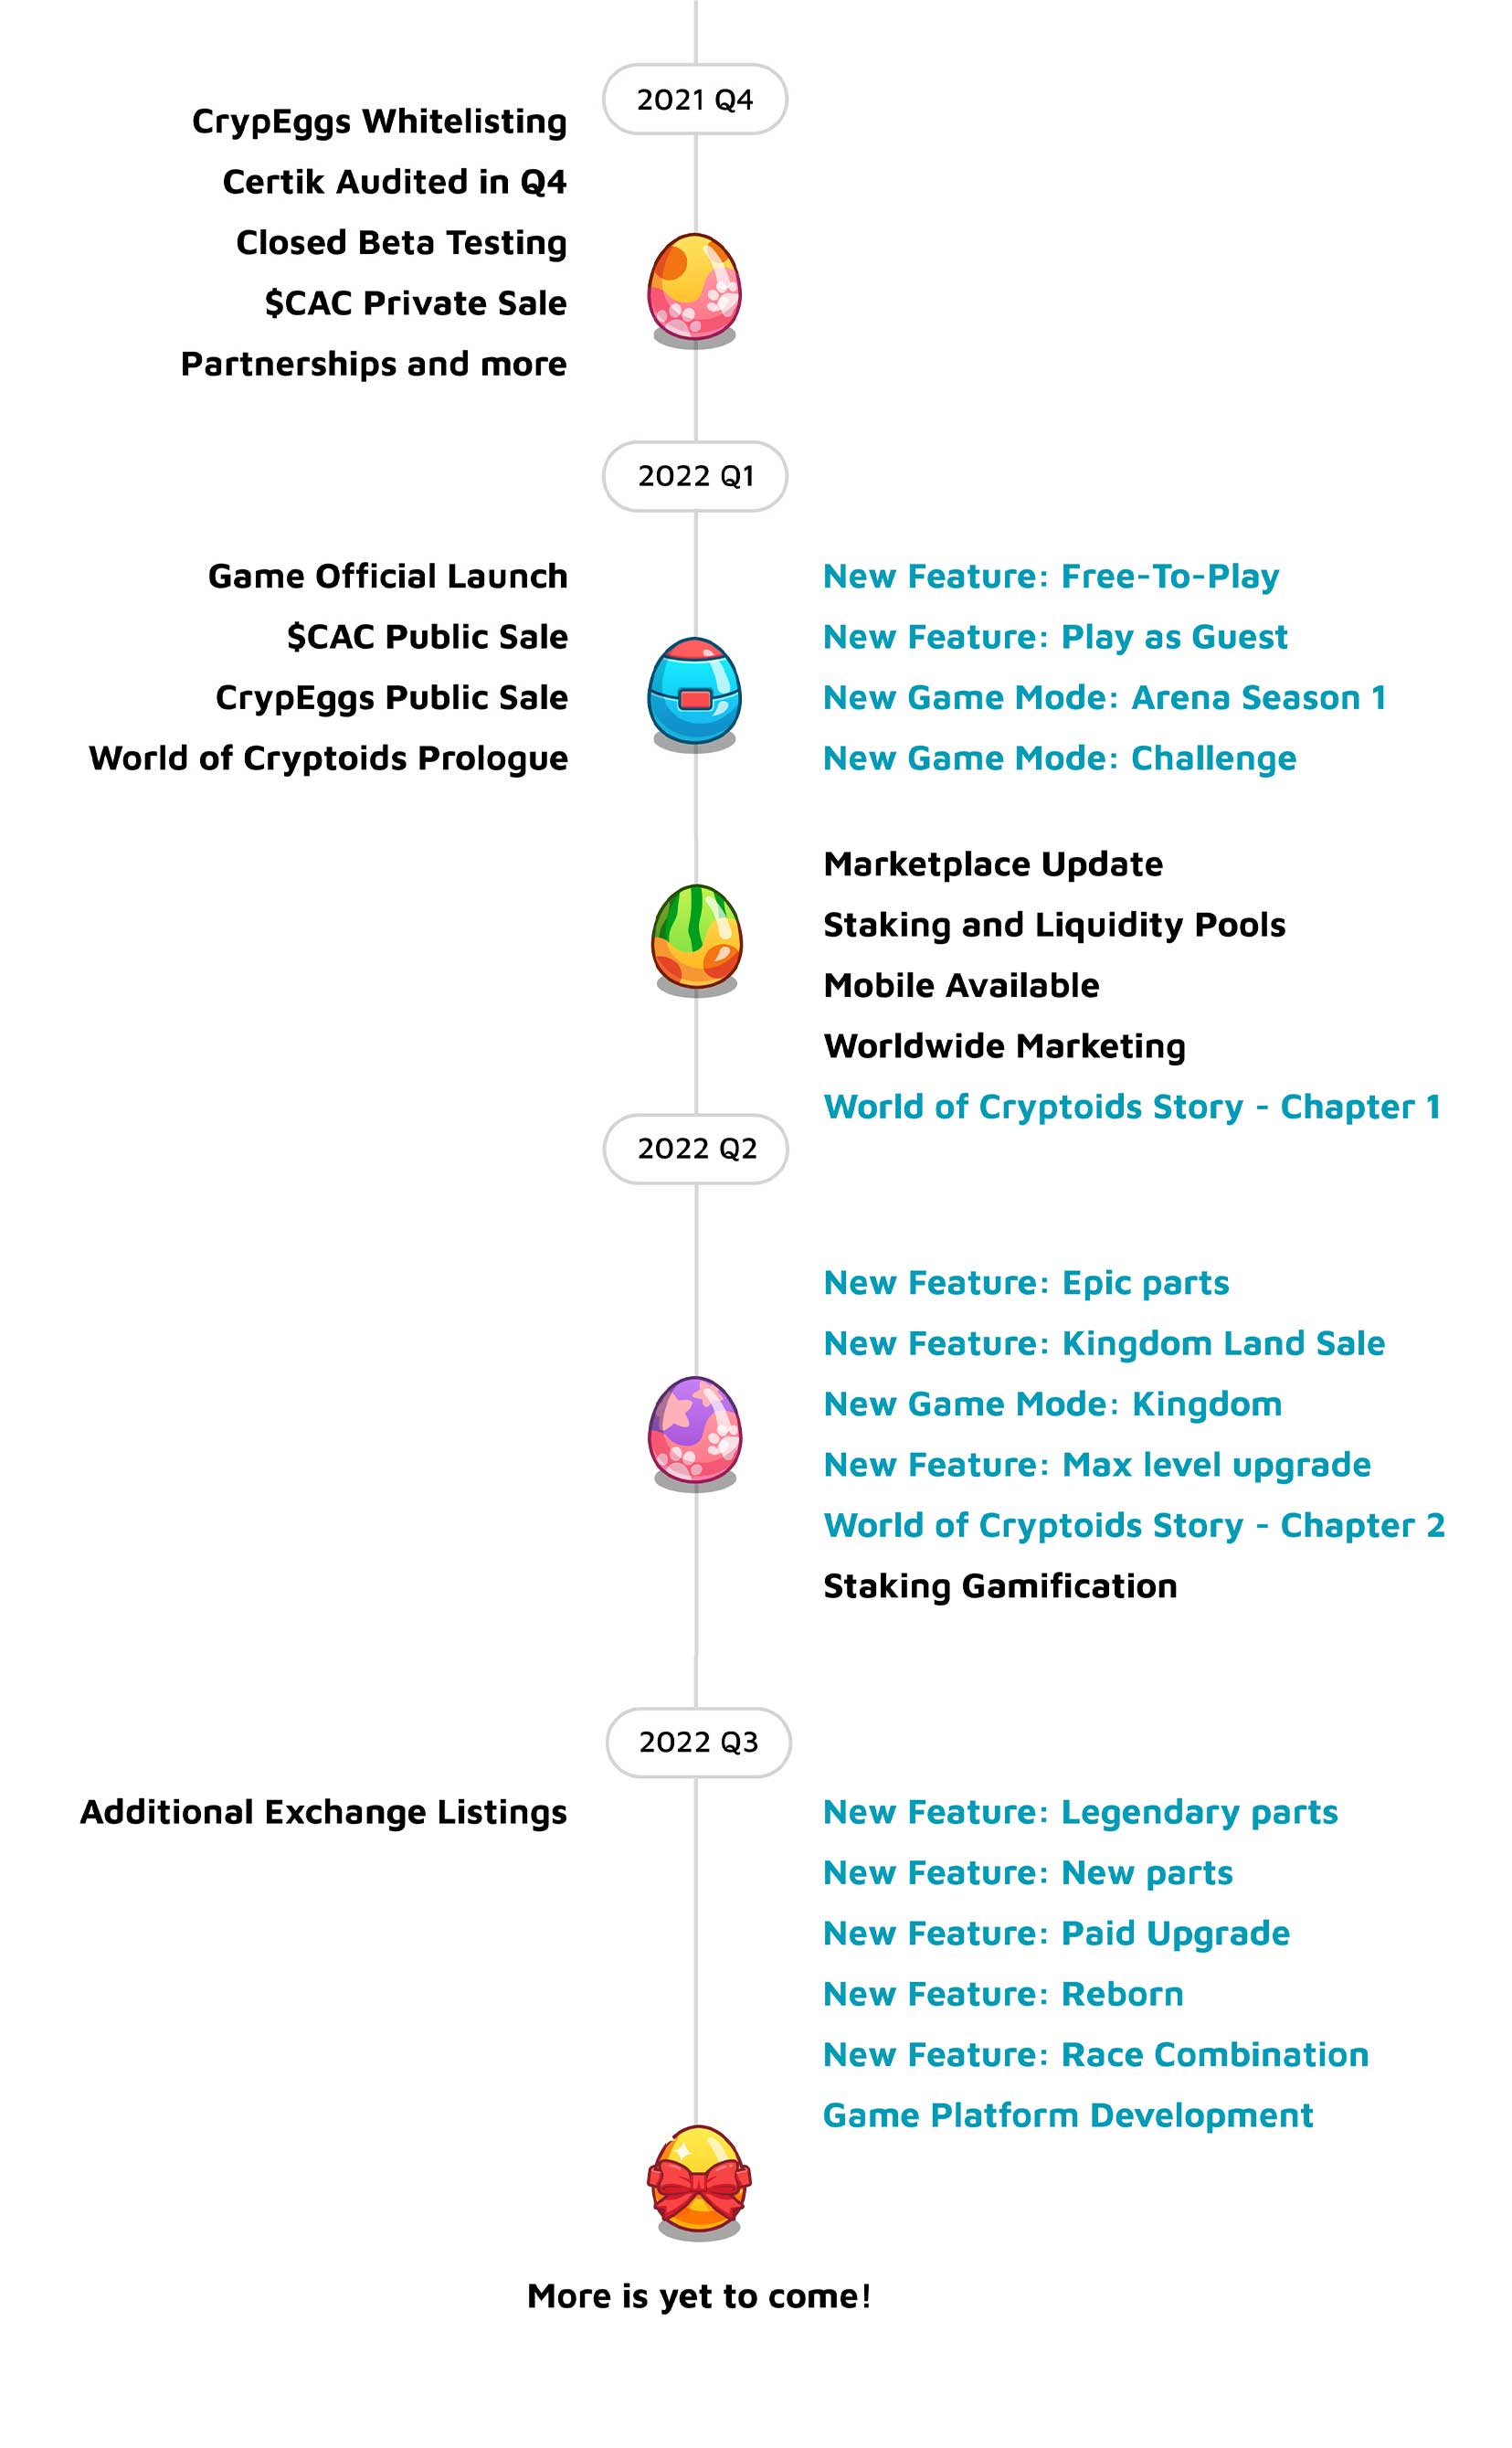 2021 Q4
CrypEggs Whitelisting
Certik Audited in Q4
Closed Beta Testing
$CAC Private Sale
Partnerships and more
2022 Q1
Game Official Launch
$CAC Public Sale
CrypEggs Public Sale
World of Cryptoids Prologue
New Feature: Free-To-Play
New Feature: Play as Guest
New Game Mode: Arena Season 1
New Game Mode: Challenge
Marketplace Update
Staking and Liquidity Pools
Mobile Available
Worldwide Marketing
World of Cryptoids Story - Chapter 1
2022 Q2
New Feature: Epic parts
New Feature: Kingdom Land Sale
New Game Mode: Kingdom
New Feature: Max level upgrade
World of Cryptoids Story - Chapter 2
Staking Gamification
2022 Q3
Additional Exchange Listings
New Feature: Legendary parts
New Feature: New parts
New Feature: Paid Upgrade
New Feature: Reborn
New Feature: Race Combination
Game Platform Development
More is yet to come!